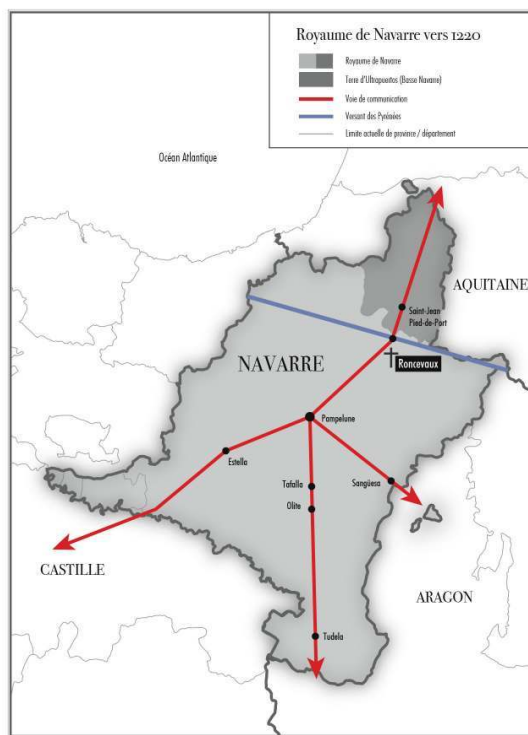 Royaume de Navarre vers 1220
Royaume de Navarre
Terre d'Ultrapuertos (Basse Navarre)
Voie de communication
Versant des Pyrénées
Limite actuelle de province / département
Océan Atlantique
AQUITAINE
Saint-Jean
Pied-de-Port
Roncevaux
NAVARRE
Pampelune
Estella
Tafalla
Sangüesa
Olite
CASTILLE
ARAGON
Tudela